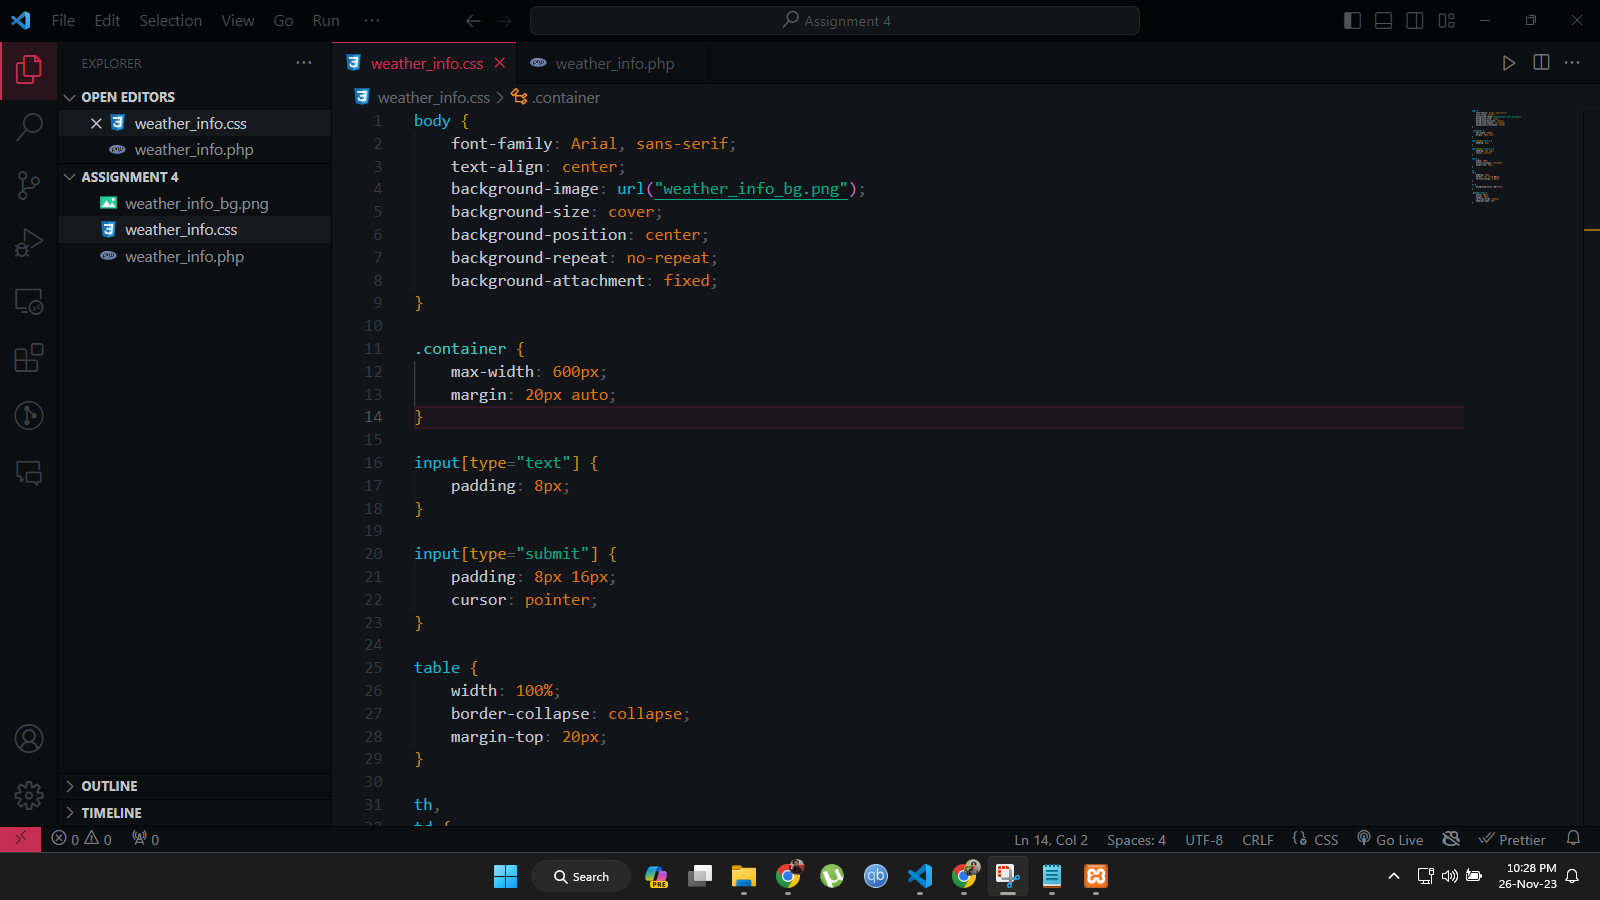 File Edit Selection View Go Run ··· Assignment 4
EXPLORER ···
OPEN EDITORS
weather_info.css
weather_info.php
ASSIGNMENT 4
weather_info_bg.png
weather_info.css
weather_info.php
OUTLINE
TIMELINE
weather_info.css weather_info.php
weather_info.css > .container
1 body {
2     font-family: Arial, sans-serif;
3     text-align: center;
4     background-image: url("weather_info_bg.png");
5     background-size: cover;
6     background-position: center;
7     background-repeat: no-repeat;
8     background-attachment: fixed;
9 }
10
11 .container {
12     max-width: 600px;
13     margin: 20px auto;
14 }
15
16 input[type="text"] {
17     padding: 8px;
18 }
19
20 input[type="submit"] {
21     padding: 8px 16px;
22     cursor: pointer;
23 }
24
25 table {
26     width: 100%;
27     border-collapse: collapse;
28     margin-top: 20px;
29 }
30
31 th,
32 td {
0 0 0 Ln 14, Col 2 Spaces: 4 UTF-8 CRLF CSS Go Live Prettier
Search PRE qb 10:28 PM
26-Nov-23